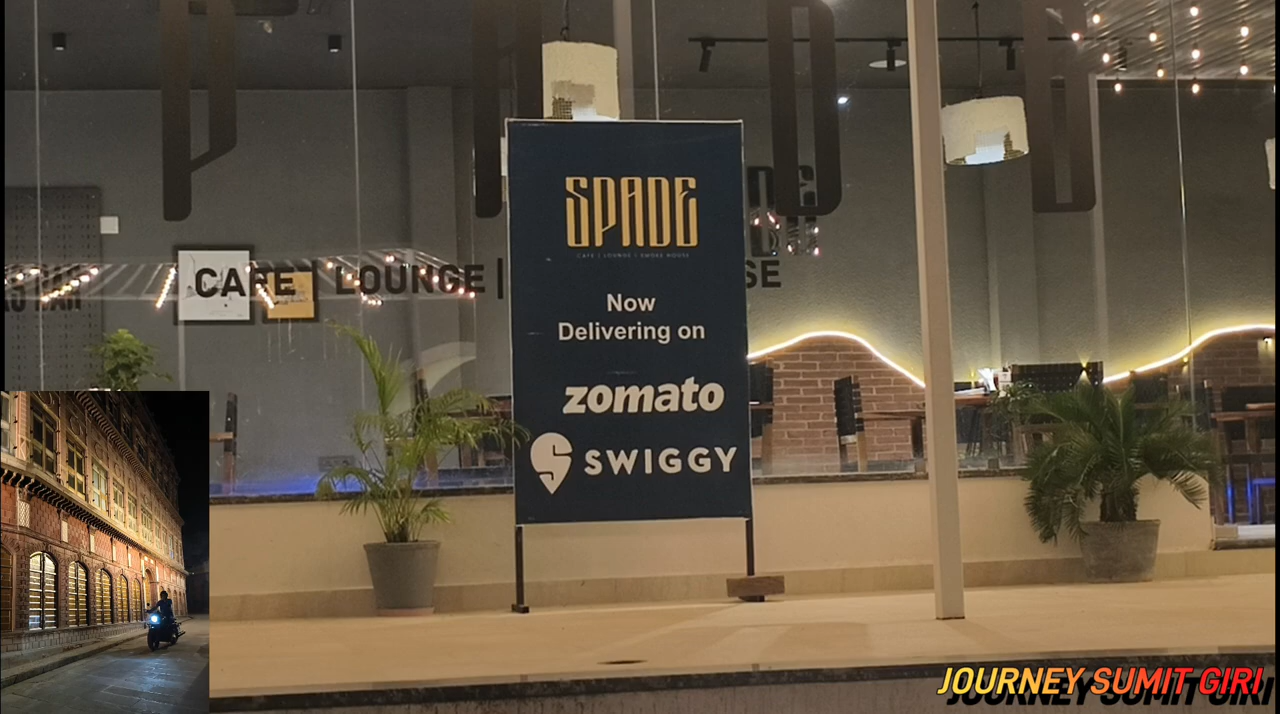 SPADE
CAFE | LOUNGE | SMOKE HOUSE
Now
Delivering on
zomato
SWIGGY
CAFE | LOUNGE |
SE
JOURNEY SUMIT GIRI